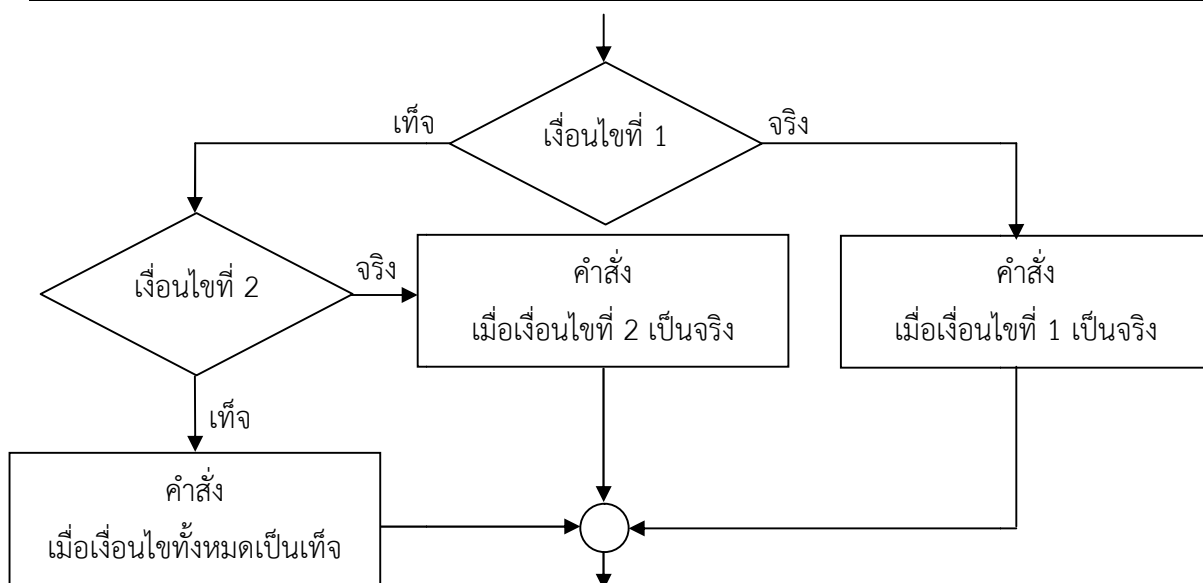 เงื่อนไขที่ 1
เท็จ
จริง
เงื่อนไขที่ 2
จริง
คำสั่ง
เมื่อเงื่อนไขที่ 2 เป็นจริง
คำสั่ง
เมื่อเงื่อนไขที่ 1 เป็นจริง
เท็จ
คำสั่ง
เมื่อเงื่อนไขทั้งหมดเป็นเท็จ